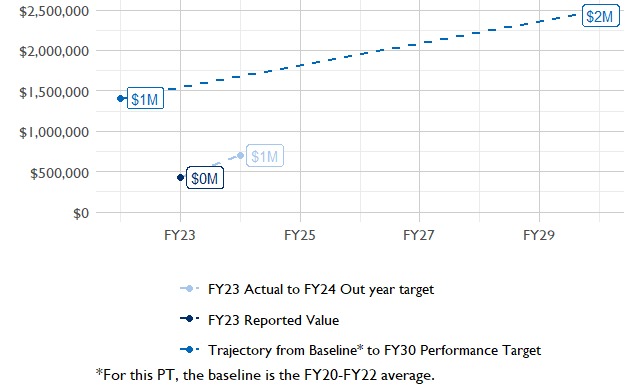 $2,500,000
$2M
$2,000,000
$1,500,000
$1M
$1,000,000
$1M
$500,000
$0M
$0
FY23 FY25 FY27 FY29
FY23 Actual to FY24 Out year target
FY23 Reported Value
Trajectory from Baseline* to FY30 Performance Target
*For this PT, the baseline is the FY20-FY22 average.